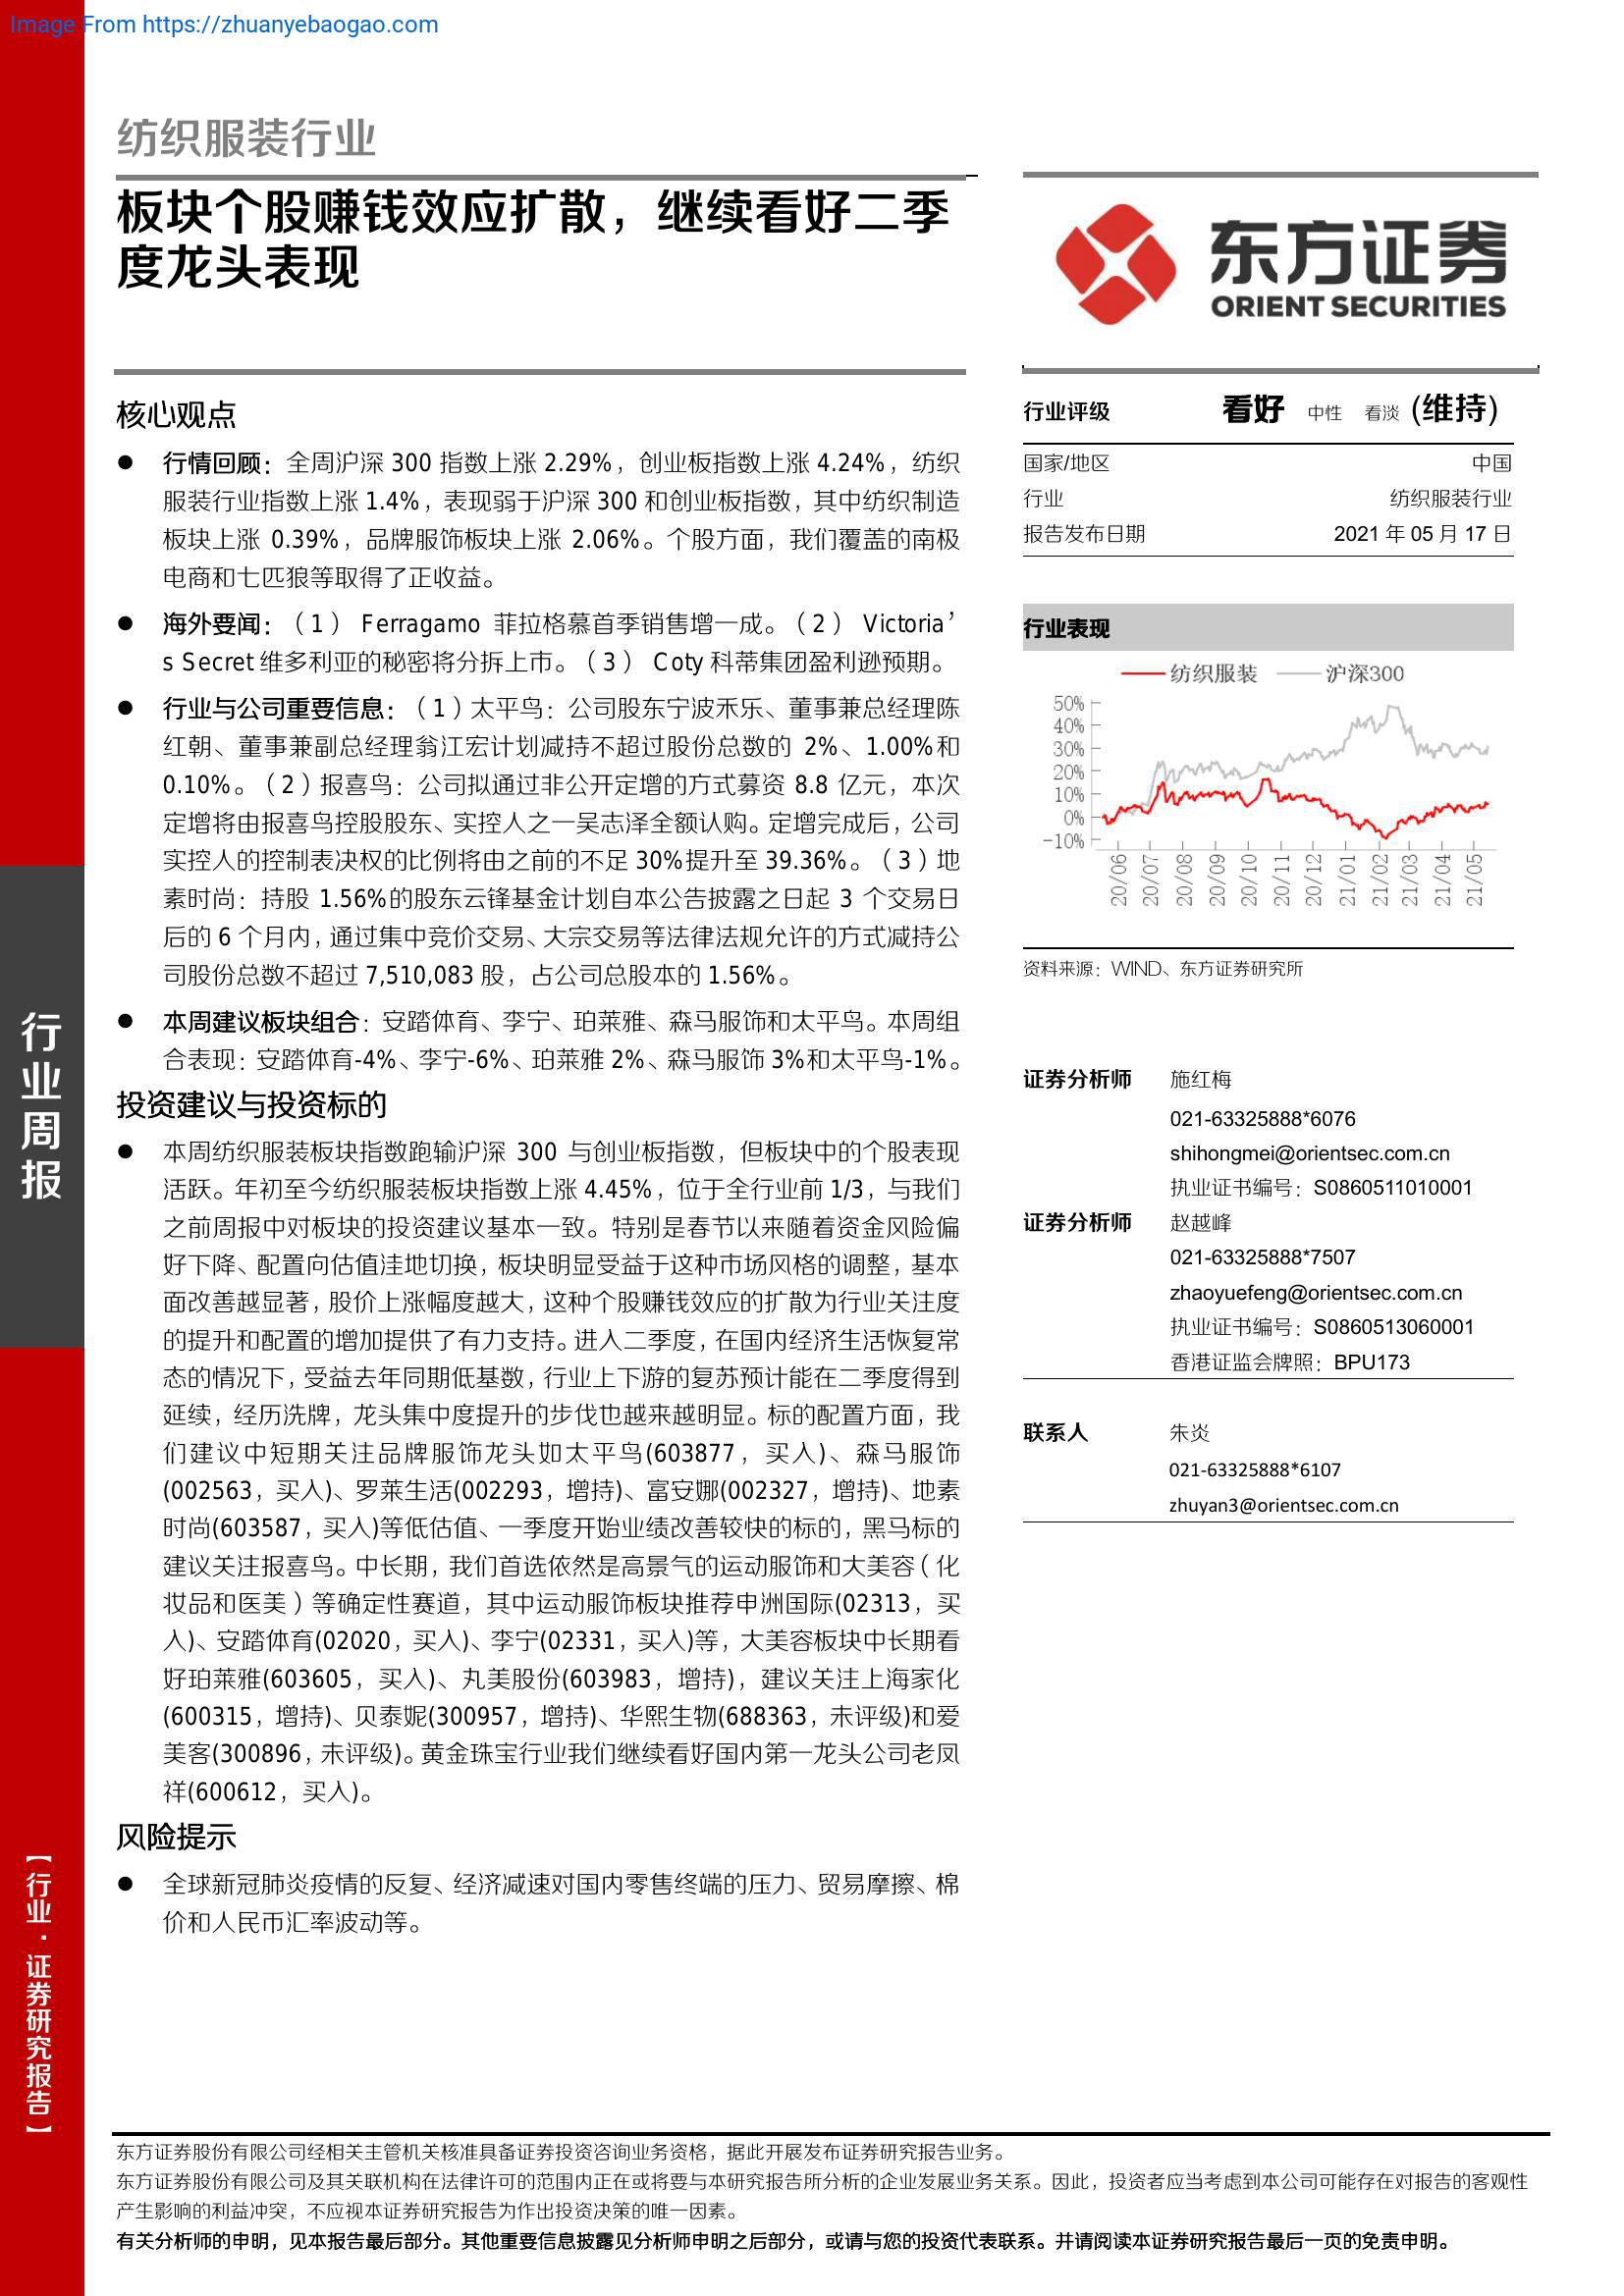 Image From https://zhuanyebaogao.com
纺织服装行业
板块个股赚钱效应扩散，继续看好二季
度龙头表现
核心观点
● 行情回顾：全周沪深 300 指数上涨 2.29%，创业板指数上涨 4.24%，纺织
服装行业指数上涨 1.4%，表现弱于沪深 300 和创业板指数，其中纺织制造
板块上涨 0.39%，品牌服饰板块上涨 2.06%。个股方面，我们覆盖的南极
电商和七匹狼等取得了正收益。
● 海外要闻：（1） Ferragamo 菲拉格慕首季销售增一成。（2） Victoria’
s Secret 维多利亚的秘密将分拆上市。（3） Coty 科蒂集团盈利逊预期。
● 行业与公司重要信息：（1）太平鸟：公司股东宁波禾乐、董事兼总经理陈
红朝、董事兼副总经理翁江宏计划减持不超过股份总数的 2%、1.00%和
0.10%。（2）报喜鸟：公司拟通过非公开定增的方式募资 8.8 亿元，本次
定增将由报喜鸟控股股东、实控人之一吴志泽全额认购。定增完成后，公司
实控人的控制表决权的比例将由之前的不足 30%提升至 39.36%。（3）地
素时尚：持股 1.56%的股东云锋基金计划自本公告披露之日起 3 个交易日
后的 6 个月内，通过集中竞价交易、大宗交易等法律法规允许的方式减持公
司股份总数不超过 7,510,083 股，占公司总股本的 1.56%。
● 本周建议板块组合：安踏体育、李宁、珀莱雅、森马服饰和太平鸟。本周组
合表现：安踏体育-4%、李宁-6%、珀莱雅 2%、森马服饰 3%和太平鸟-1%。
投资建议与投资标的
● 本周纺织服装板块指数跑输沪深 300 与创业板指数，但板块中的个股表现
活跃。年初至今纺织服装板块指数上涨 4.45%，位于全行业前 1/3，与我们
之前周报中对板块的投资建议基本一致。特别是春节以来随着资金风险偏
好下降、配置向估值洼地切换，板块明显受益于这种市场风格的调整，基本
面改善越显著，股价上涨幅度越大，这种个股赚钱效应的扩散为行业关注度
的提升和配置的增加提供了有力支持。进入二季度，在国内经济生活恢复常
态的情况下，受益去年同期低基数，行业上下游的复苏预计能在二季度得到
延续，经历洗牌，龙头集中度提升的步伐也越来越明显。标的配置方面，我
们建议中短期关注品牌服饰龙头如太平鸟(603877，买入)、森马服饰
(002563，买入)、罗莱生活(002293，增持)、富安娜(002327，增持)、地素
时尚(603587，买入)等低估值、一季度开始业绩改善较快的标的，黑马标的
建议关注报喜鸟。中长期，我们首选依然是高景气的运动服饰和大美容（化
妆品和医美）等确定性赛道，其中运动服饰板块推荐申洲国际(02313，买
入)、安踏体育(02020，买入)、李宁(02331，买入)等，大美容板块中长期看
好珀莱雅(603605，买入)、丸美股份(603983，增持)，建议关注上海家化
(600315，增持)、贝泰妮(300957，增持)、华熙生物(688363，未评级)和爱
美客(300896，未评级)。黄金珠宝行业我们继续看好国内第一龙头公司老凤
祥(600612，买入)。
风险提示
● 全球新冠肺炎疫情的反复、经济减速对国内零售终端的压力、贸易摩擦、棉
价和人民币汇率波动等。
东方证券
ORIENT SECURITIES
行业评级 看好 中性 看淡 (维持)
国家/地区 中国
行业 纺织服装行业
报告发布日期 2021 年 05 月 17 日
行业表现
纺织服装 沪深300
50%
40%
30%
20%
10%
0%
-10%
20/06 20/07 20/08 20/09 20/10 20/11 20/12 21/01 21/02 21/03 21/04 21/05
资料来源：WIND、东方证券研究所
证券分析师 施红梅
021-63325888*6076
shihongmei@orientsec.com.cn
执业证书编号：S0860511010001
证券分析师 赵越峰
021-63325888*7507
zhaoyuefeng@orientsec.com.cn
执业证书编号：S0860513060001
香港证监会牌照：BPU173
联系人 朱炎
021-63325888*6107
zhuyan3@orientsec.com.cn
行业周报
【行业·证券研究报告】
东方证券股份有限公司经相关主管机关核准具备证券投资咨询业务资格，据此开展发布证券研究报告业务。
东方证券股份有限公司及其关联机构在法律许可的范围内正在或将要与本研究报告所分析的企业发展业务关系。因此，投资者应当考虑到本公司可能存在对报告的客观性
产生影响的利益冲突，不应视本证券研究报告为作出投资决策的唯一因素。
有关分析师的申明，见本报告最后部分。其他重要信息披露见分析师申明之后部分，或请与您的投资代表联系。并请阅读本证券研究报告最后一页的免责申明。